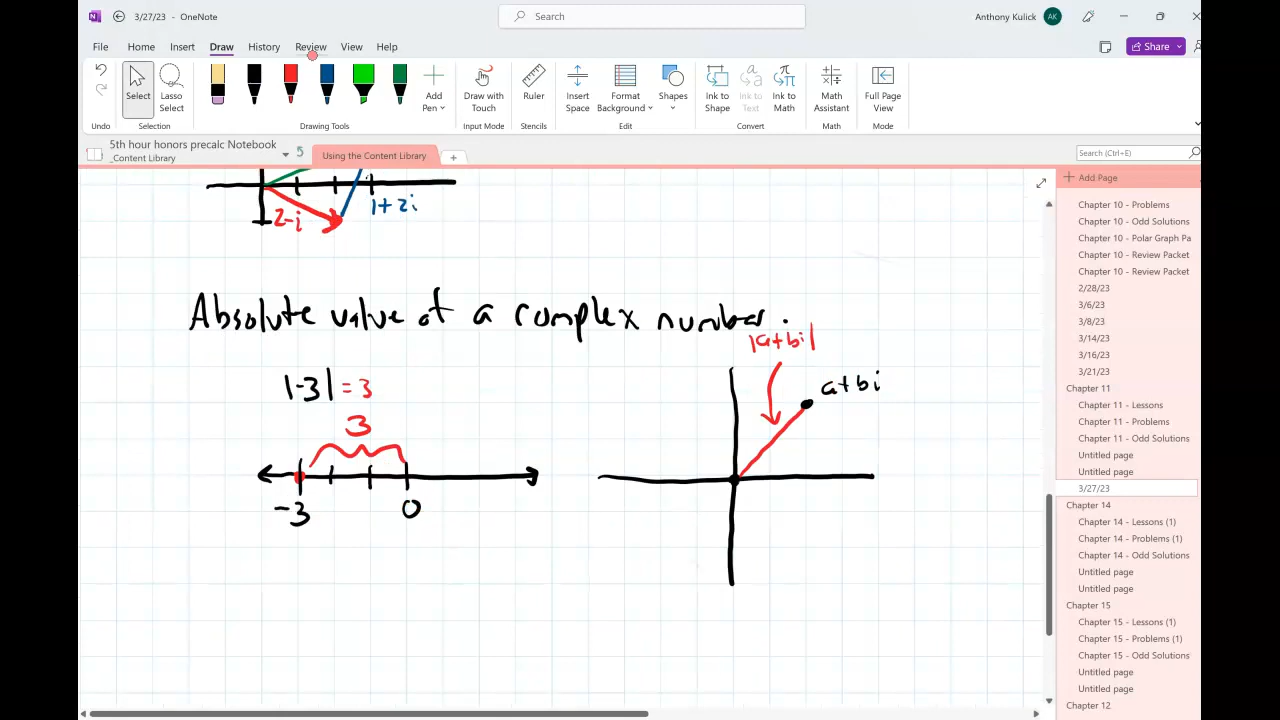 3/27/23 - OneNote
Search
Anthony Kulick
AK
File Home Insert Draw History Review View Help
Share
Undo
Select
Lasso Select
Selection
Drawing Tools
Add Pen
Draw with Touch
Input Mode
Ruler
Stencils
Insert Space
Format Background
Shapes
Edit
Ink to Shape
Ink to Text
Ink to Math
Convert
Math Assistant
Math
Full Page View
Mode
5th hour honors precalc Notebook
_Content Library
Using the Content Library
Search (Ctrl+E)
Add Page
Chapter 10 - Problems
Chapter 10 - Odd Solutions
Chapter 10 - Polar Graph Pa
Chapter 10 - Review Packet
Chapter 10 - Review Packet
2/28/23
3/6/23
3/8/23
3/14/23
3/16/23
3/21/23
Chapter 11
Chapter 11 - Lessons
Chapter 11 - Problems
Chapter 11 - Odd Solutions
Untitled page
Untitled page
3/27/23
Chapter 14
Chapter 14 - Lessons (1)
Chapter 14 - Problems (1)
Chapter 14 - Odd Solutions
Untitled page
Untitled page
Chapter 15
Chapter 15 - Lessons (1)
Chapter 15 - Problems (1)
Chapter 15 - Odd Solutions
Untitled page
Untitled page
Chapter 12
2-i
1+2i
Absolute value of a complex number.
|-3| = 3
3
-3 0
|a+bi|
a+bi